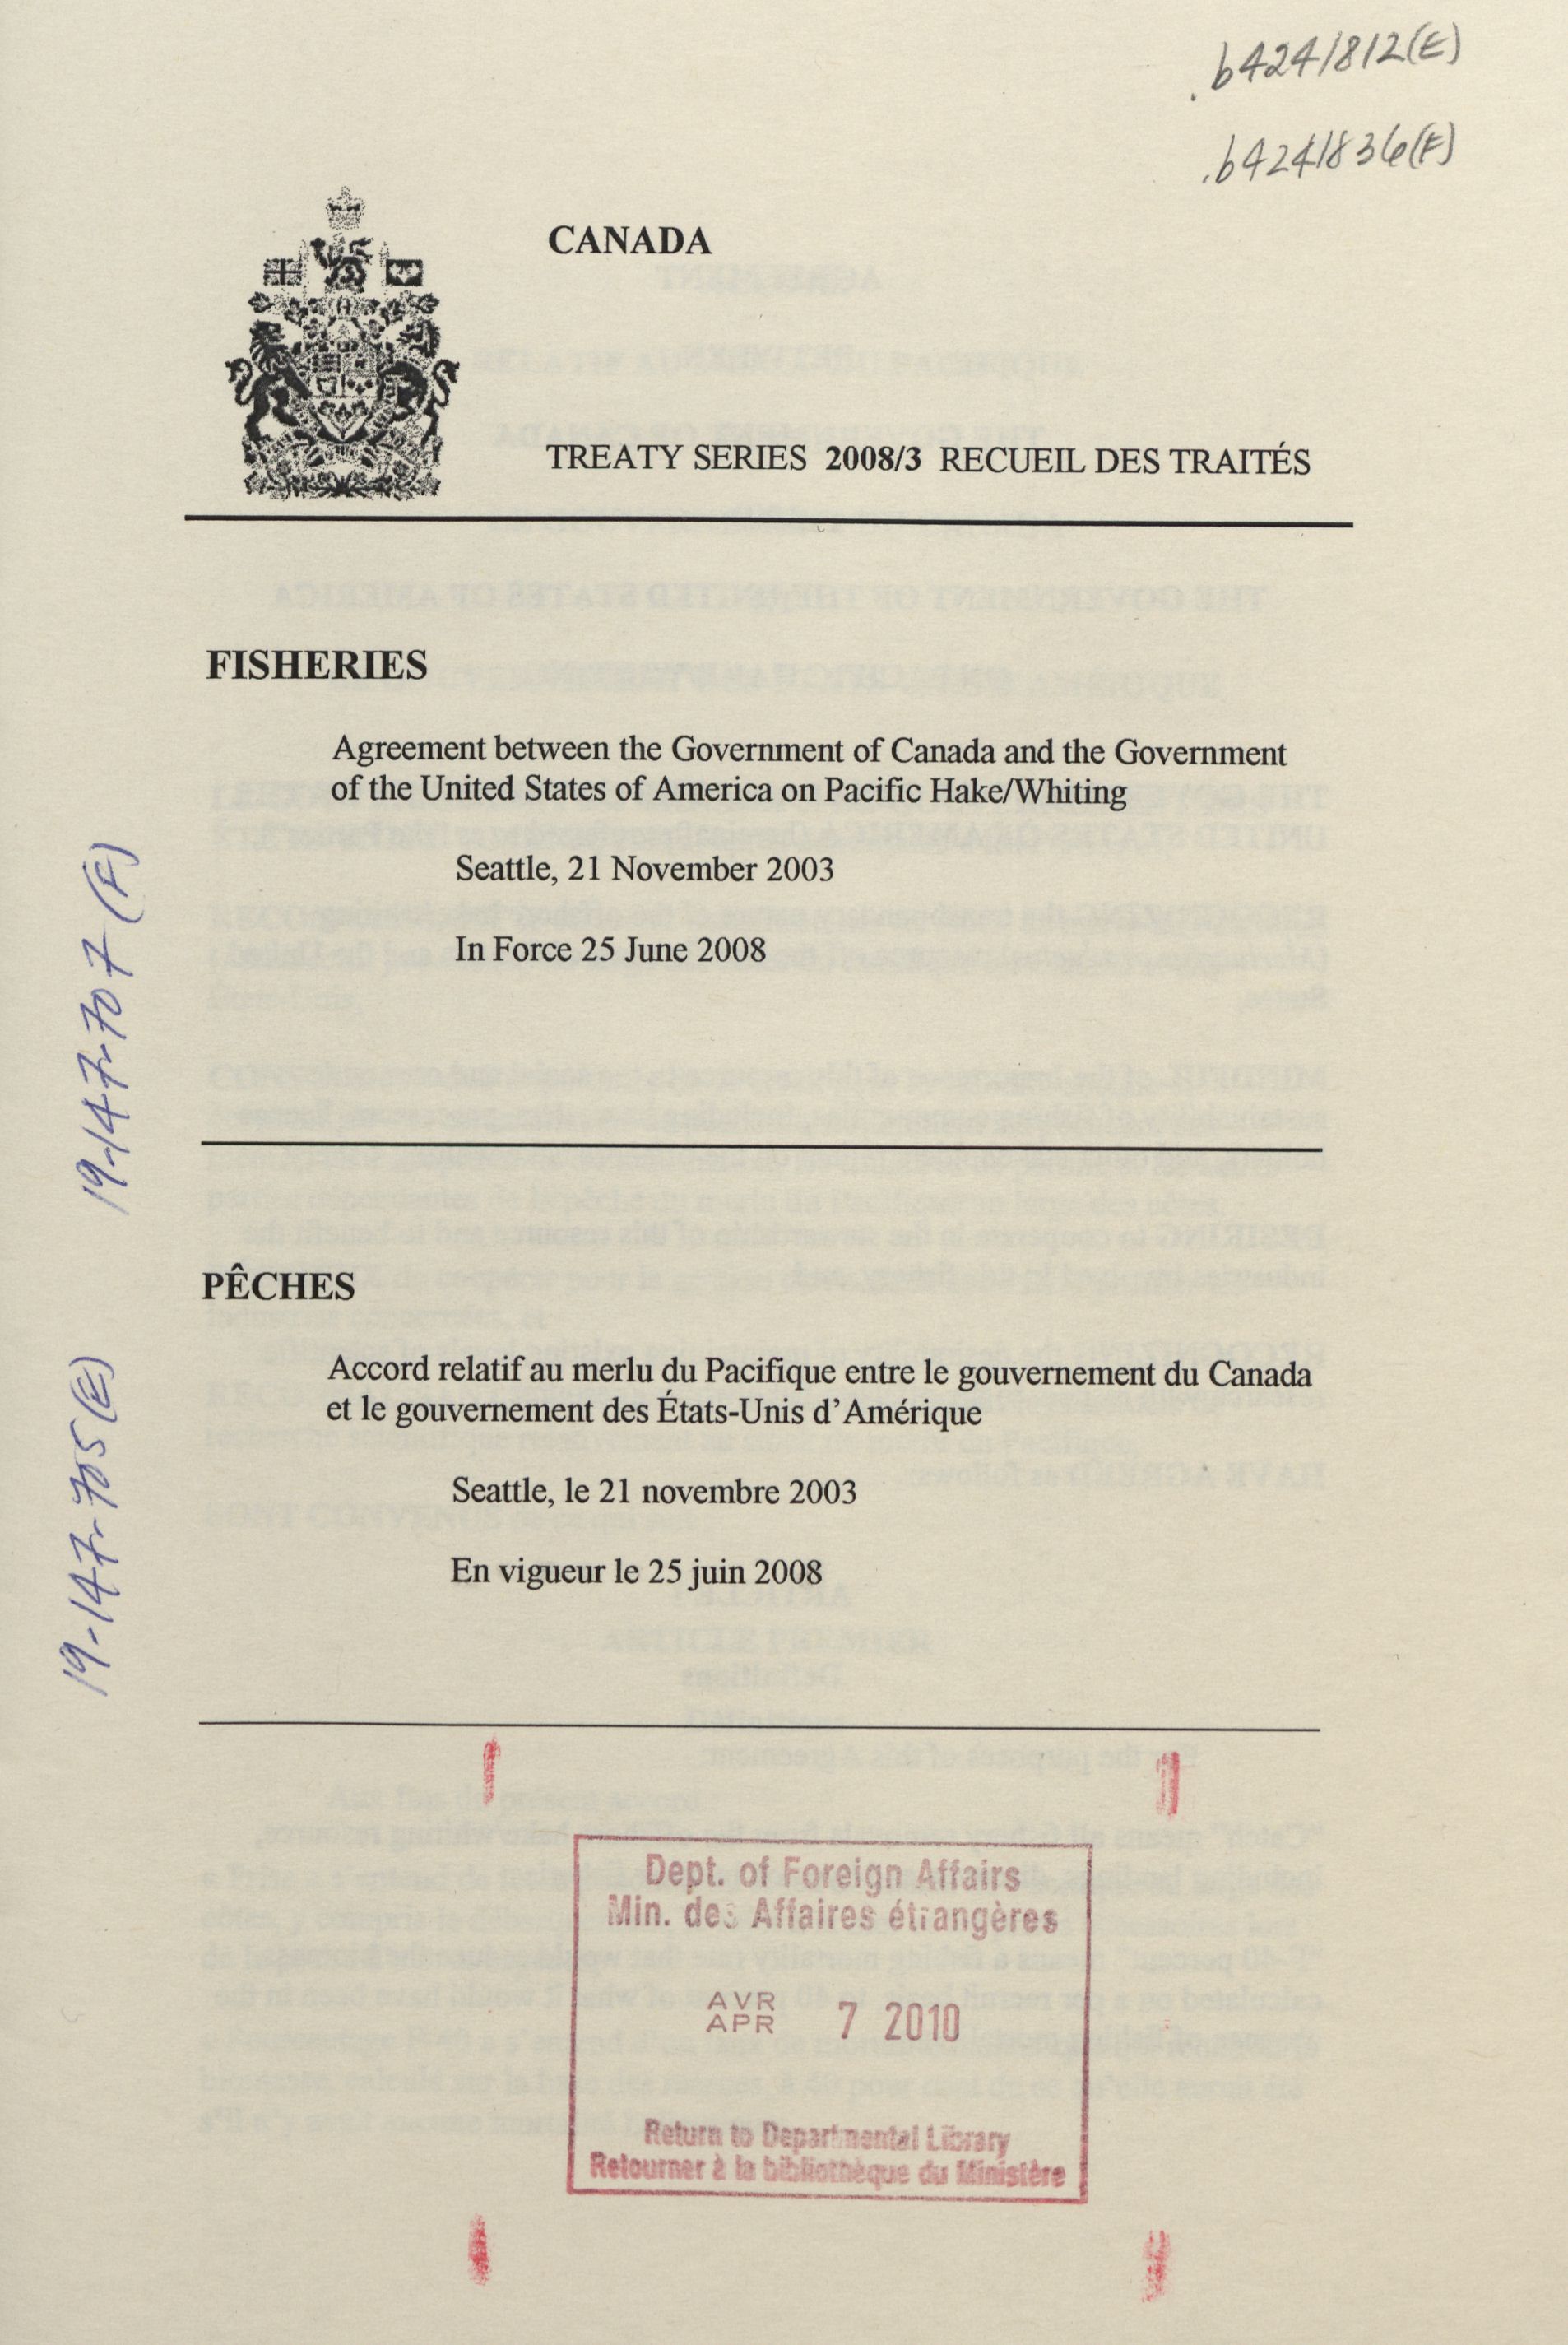 .b4241812(E)
.b4241836(F)
CANADA
TREATY SERIES 2008/3 RECUEIL DES TRAITÉS
FISHERIES
Agreement between the Government of Canada and the Government
of the United States of America on Pacific Hake/Whiting
Seattle, 21 November 2003
In Force 25 June 2008
19-147-707 (F)
PÊCHES
Accord relatif au merlu du Pacifique entre le gouvernement du Canada
et le gouvernement des États-Unis d'Amérique
Seattle, le 21 novembre 2003
En vigueur le 25 juin 2008
19-147-705 (E)
Dept. of Foreign Affairs
Min. des Affaires étrangères
AVR
APR 7 2010
Return to Departmental Library
Retourner à la bibliothèque du Ministère